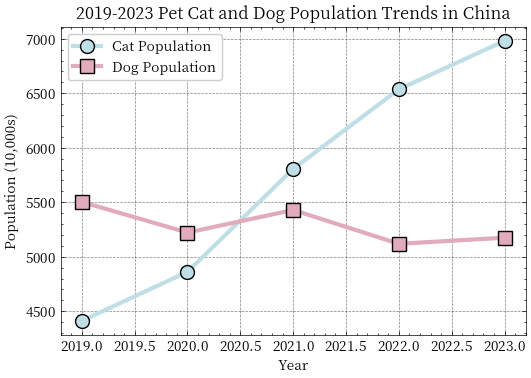 2019-2023 Pet Cat and Dog Population Trends in China
Cat Population
Dog Population
Population (10,000s)
7000
6500
6000
5500
5000
4500
2019.0 2019.5 2020.0 2020.5 2021.0 2021.5 2022.0 2022.5 2023.0
Year